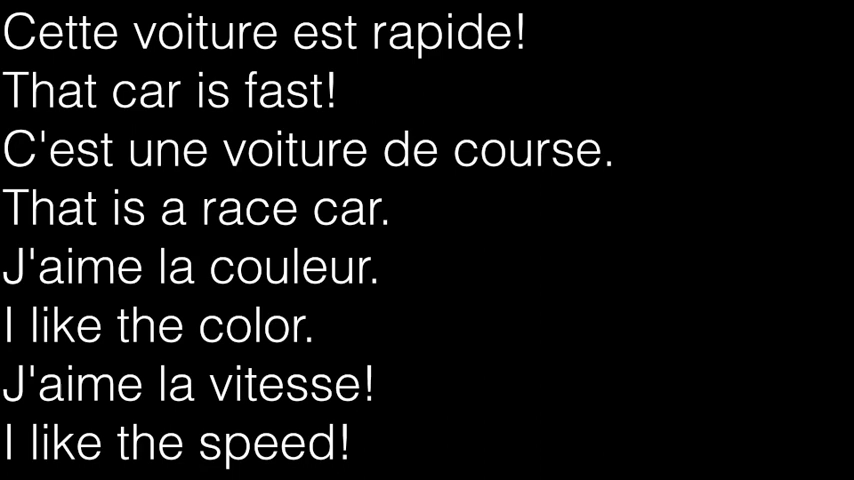 Cette voiture est rapide!
That car is fast!
C'est une voiture de course.
That is a race car.
J'aime la couleur.
I like the color.
J'aime la vitesse!
I like the speed!